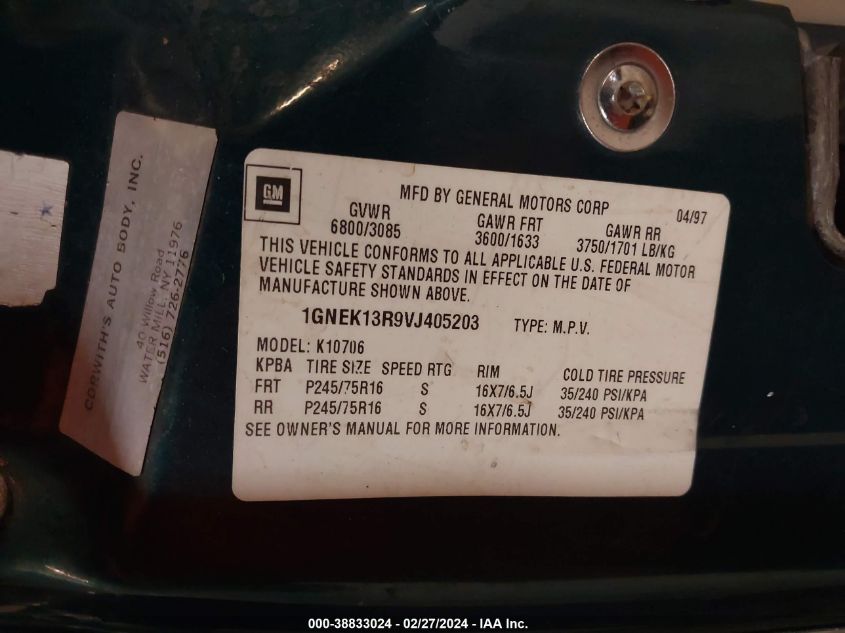 CORWITH'S AUTO BODY, INC.
40 Willow Road
WATER MILL, NY 11976
(516) 726-2776
GM
MFD BY GENERAL MOTORS CORP 04/97
GVWR GAWR FRT GAWR RR
6800/3085 3600/1633 3750/1701 LB/KG
THIS VEHICLE CONFORMS TO ALL APPLICABLE U.S. FEDERAL MOTOR
VEHICLE SAFETY STANDARDS IN EFFECT ON THE DATE OF
MANUFACTURE SHOWN ABOVE.
1GNEK13R9VJ405203 TYPE: M.P.V.
MODEL: K10706
KPBA TIRE SIZE SPEED RTG RIM COLD TIRE PRESSURE
FRT P245/75R16 S 16X7/6.5J 35/240 PSI/KPA
RR P245/75R16 S 16X7/6.5J 35/240 PSI/KPA
SEE OWNER'S MANUAL FOR MORE INFORMATION.
000-38833024 - 02/27/2024 - IAA Inc.